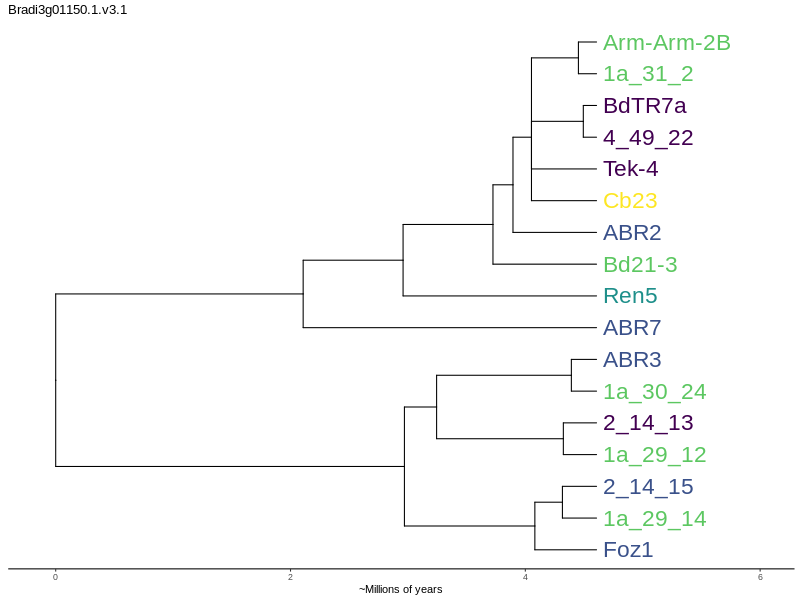 Bradi3g01150.1.v3.1
Arm-Arm-2B
1a_31_2
BdTR7a
4_49_22
Tek-4
Cb23
ABR2
Bd21-3
Ren5
ABR7
ABR3
1a_30_24
2_14_13
1a_29_12
2_14_15
1a_29_14
Foz1
0 2 4 6
~Millions of years